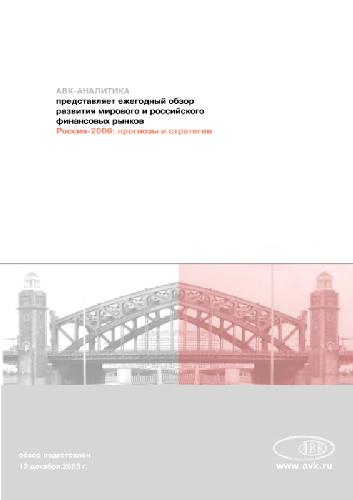 АВК-АНАЛИТИКА
представляет ежегодный обзор
развития мирового и российского
финансовых рынков
Россия-2006: прогнозы и стратегии
обзор подготовлен
12 декабря 2005 г.
АВК
www.avk.ru